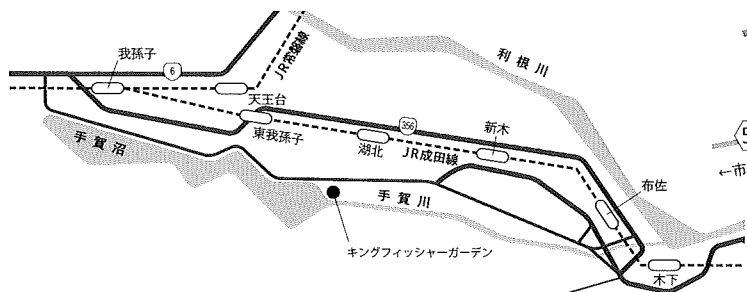 我孫子
6
JR常磐線
利根川
天王台
東我孫子
手賀沼
356
湖北
JR成田線
新木
手賀川
布佐
←市
キングフィッシャーガーデン
木下